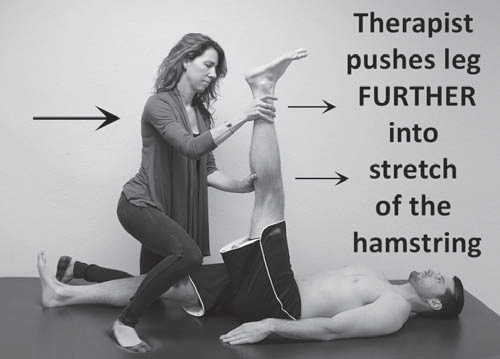 Therapist
pushes leg
FURTHER
into
stretch
of the
hamstring